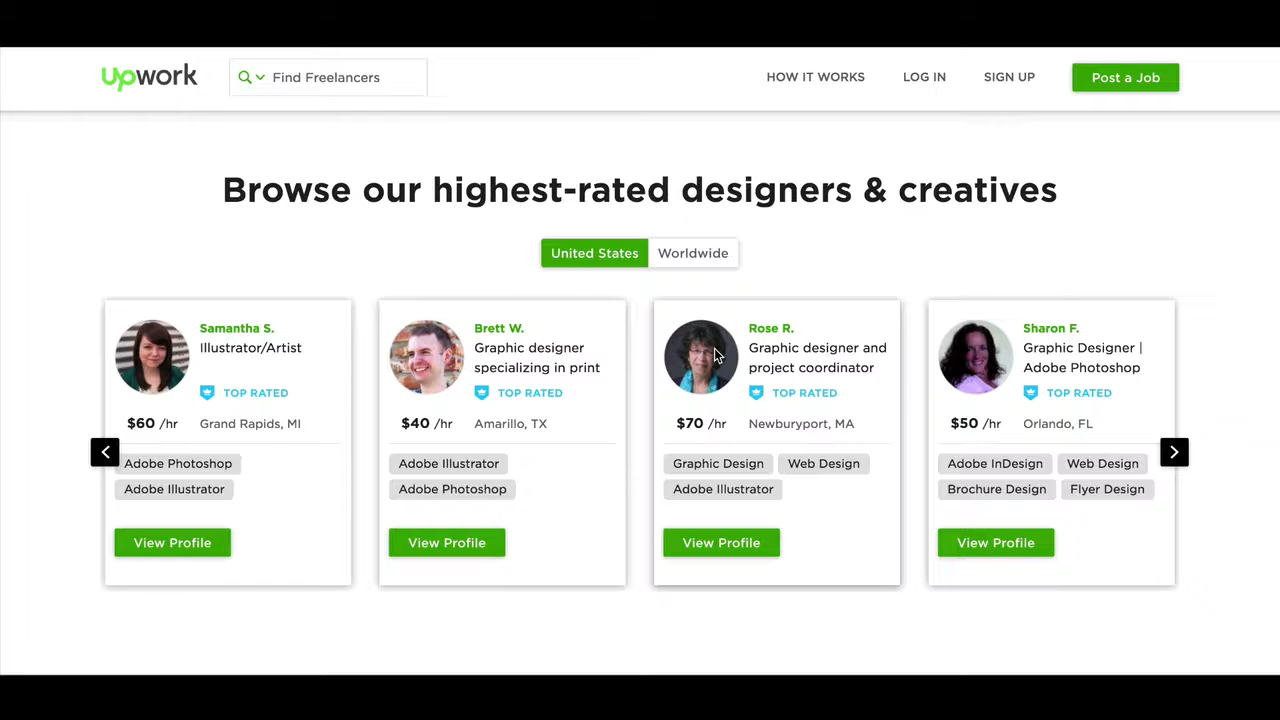 upwork
Find Freelancers
HOW IT WORKS
LOG IN
SIGN UP
Post a Job
Browse our highest-rated designers & creatives
United States
Worldwide
Samantha S.
Illustrator/Artist
TOP RATED
$60 /hr
Grand Rapids, MI
Adobe Photoshop
Adobe Illustrator
View Profile
Brett W.
Graphic designer
specializing in print
TOP RATED
$40 /hr
Amarillo, TX
Adobe Illustrator
Adobe Photoshop
View Profile
Rose R.
Graphic designer and
project coordinator
TOP RATED
$70 /hr
Newburyport, MA
Graphic Design
Web Design
Adobe Illustrator
View Profile
Sharon F.
Graphic Designer |
Adobe Photoshop
TOP RATED
$50 /hr
Orlando, FL
Adobe InDesign
Web Design
Brochure Design
Flyer Design
View Profile